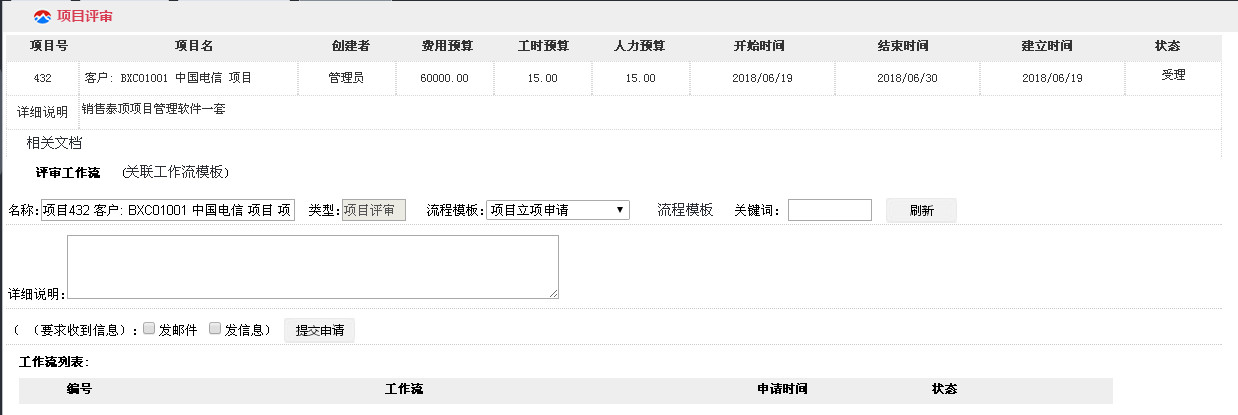 项目评审
项目号 项目名 创建者 费用预算 工时预算 人力预算 开始时间 结束时间 建立时间 状态
432 客户: BXC01001 中国电信 项目 管理员 60000.00 15.00 15.00 2018/06/19 2018/06/30 2018/06/19 受理
详细说明 销售泰顶项目管理软件一套
相关文档
评审工作流 (关联工作流模板)
名称:项目432 客户: BXC01001 中国电信 项目 项 类型:项目评审 流程模板:项目立项申请 流程模板 关键词: 刷新
详细说明:
( (要求收到信息): 发邮件 发信息) 提交申请
工作流列表:
编号 工作流 申请时间 状态